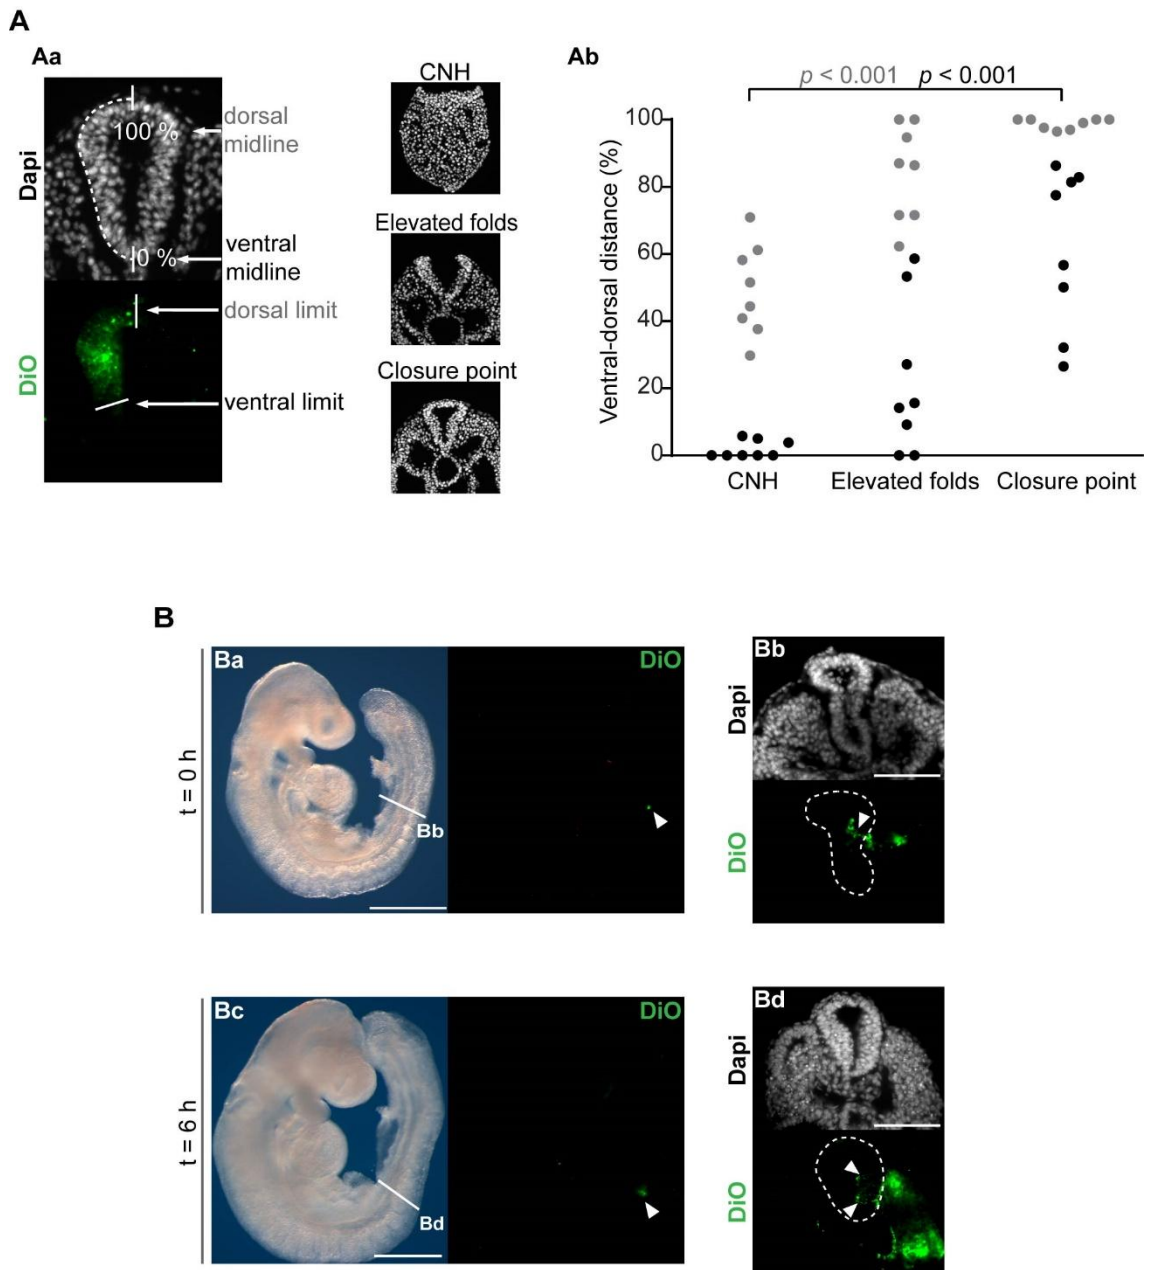 A
Aa
Dapi
100 %
0 %
dorsal
midline
ventral
midline
DiO
dorsal limit
ventral limit
CNH
Elevated folds
Closure point
Ab
p < 0.001
p < 0.001
Ventral-dorsal distance (%)
100
80
60
40
20
0
CNH
Elevated folds
Closure point
B
t = 0 h
Ba
Bb
DiO
Bb
Dapi
DiO
t = 6 h
Bc
Bd
DiO
Bd
Dapi
DiO